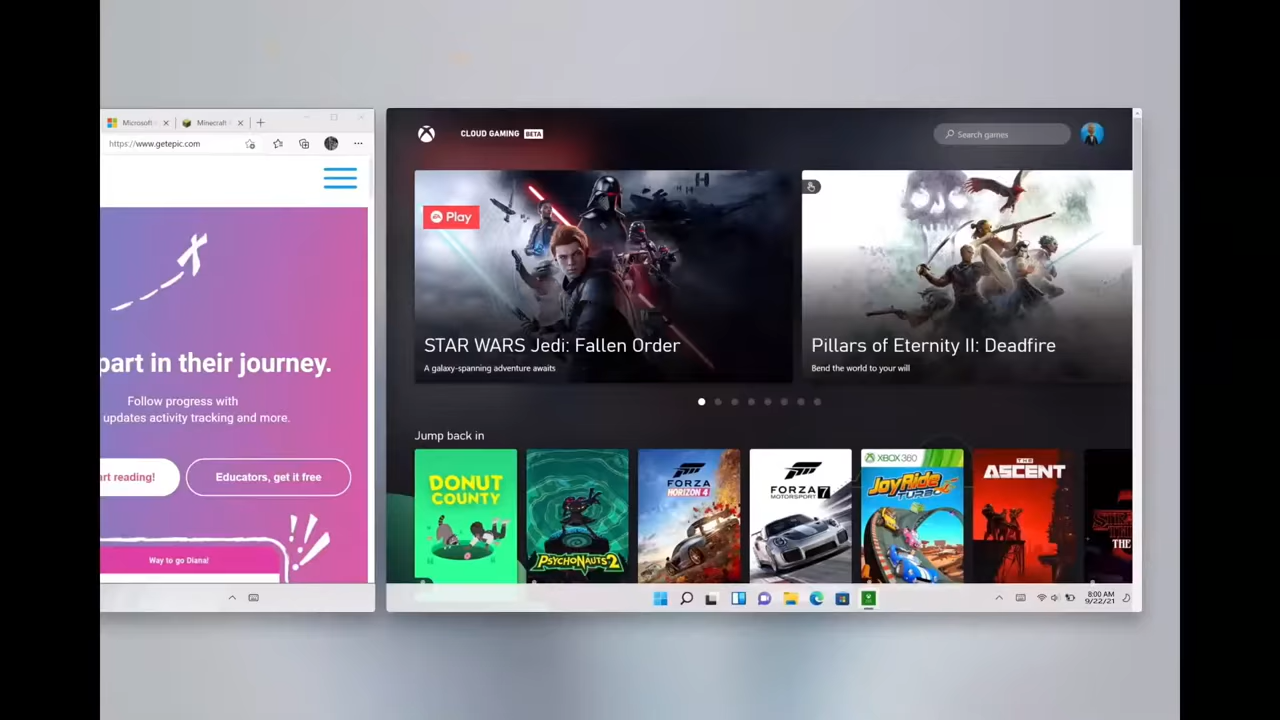 Microsoft
Minecraft
https://www.getepic.com
part in their journey.
Follow progress with
updates activity tracking and more.
rt reading!
Educators, get it free
Way to go Diana!
CLOUD GAMING BETA
Search games
EA Play
STAR WARS Jedi: Fallen Order
A galaxy-spanning adventure awaits
Pillars of Eternity II: Deadfire
Bend the world to your will
Jump back in
DONUT
COUNTY
PSYCHONAUTS 2
FORZA
HORIZON 4
FORZA
MOTORSPORT 7
XBOX 360
JoyRide
TURBO
THE
ASCENT
THE
8:00 AM
9/22/21